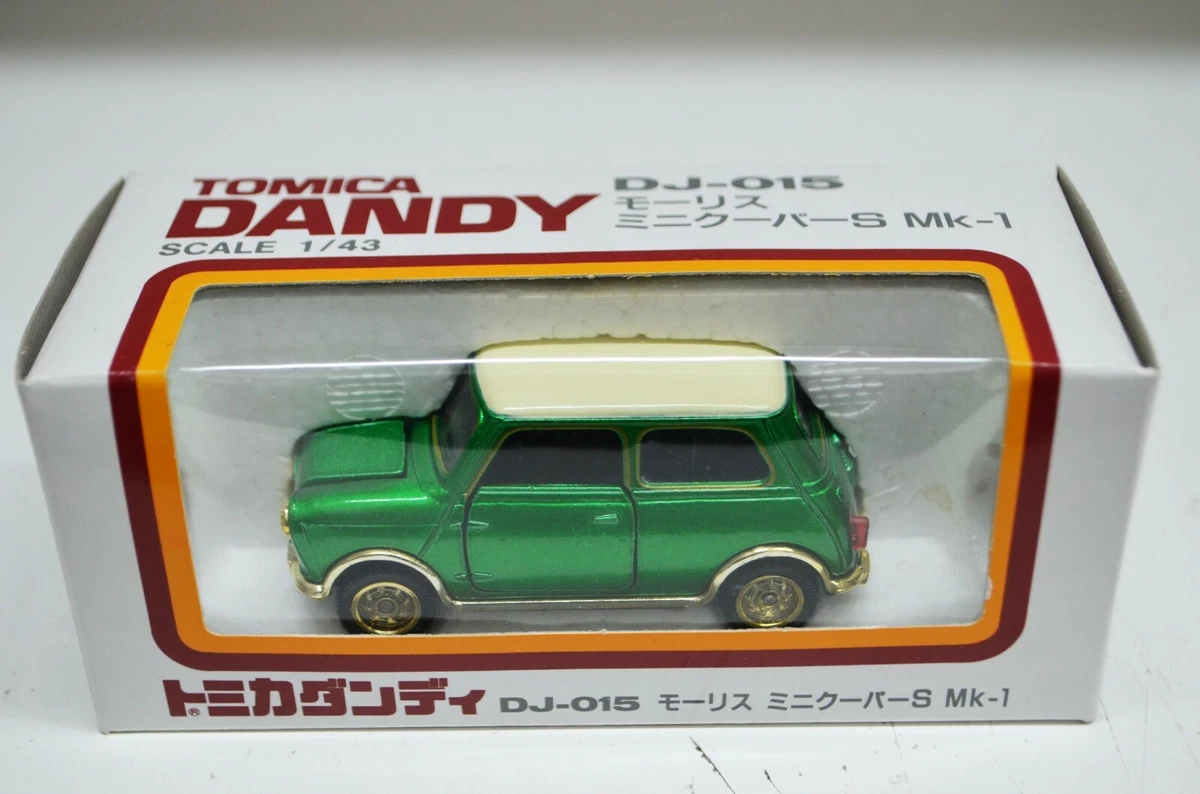 TOMICA
DANDY
SCALE 1/43
DJ-015
モーリス
ミニクーパーS Mk-1
トミカダンディ® DJ-015 モーリス ミニクーパーS Mk-1